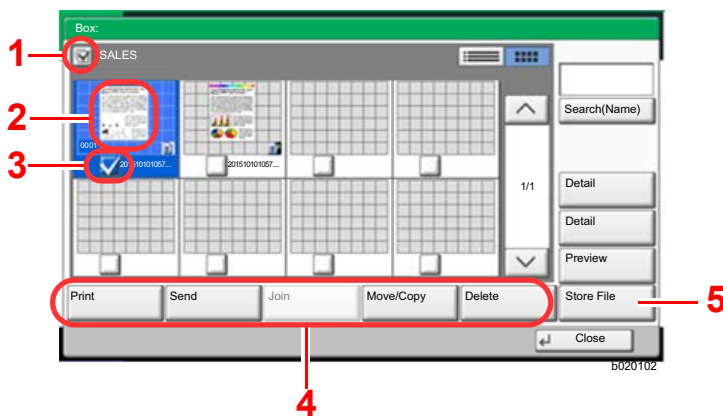 Box:
1
SALES
2
Search(Name)
0001
3
201510101057...
201510101057...
1/1
Detail
Detail
Preview
Print
Send
Join
Move/Copy
Delete
Store File
5
Close
b020102
4